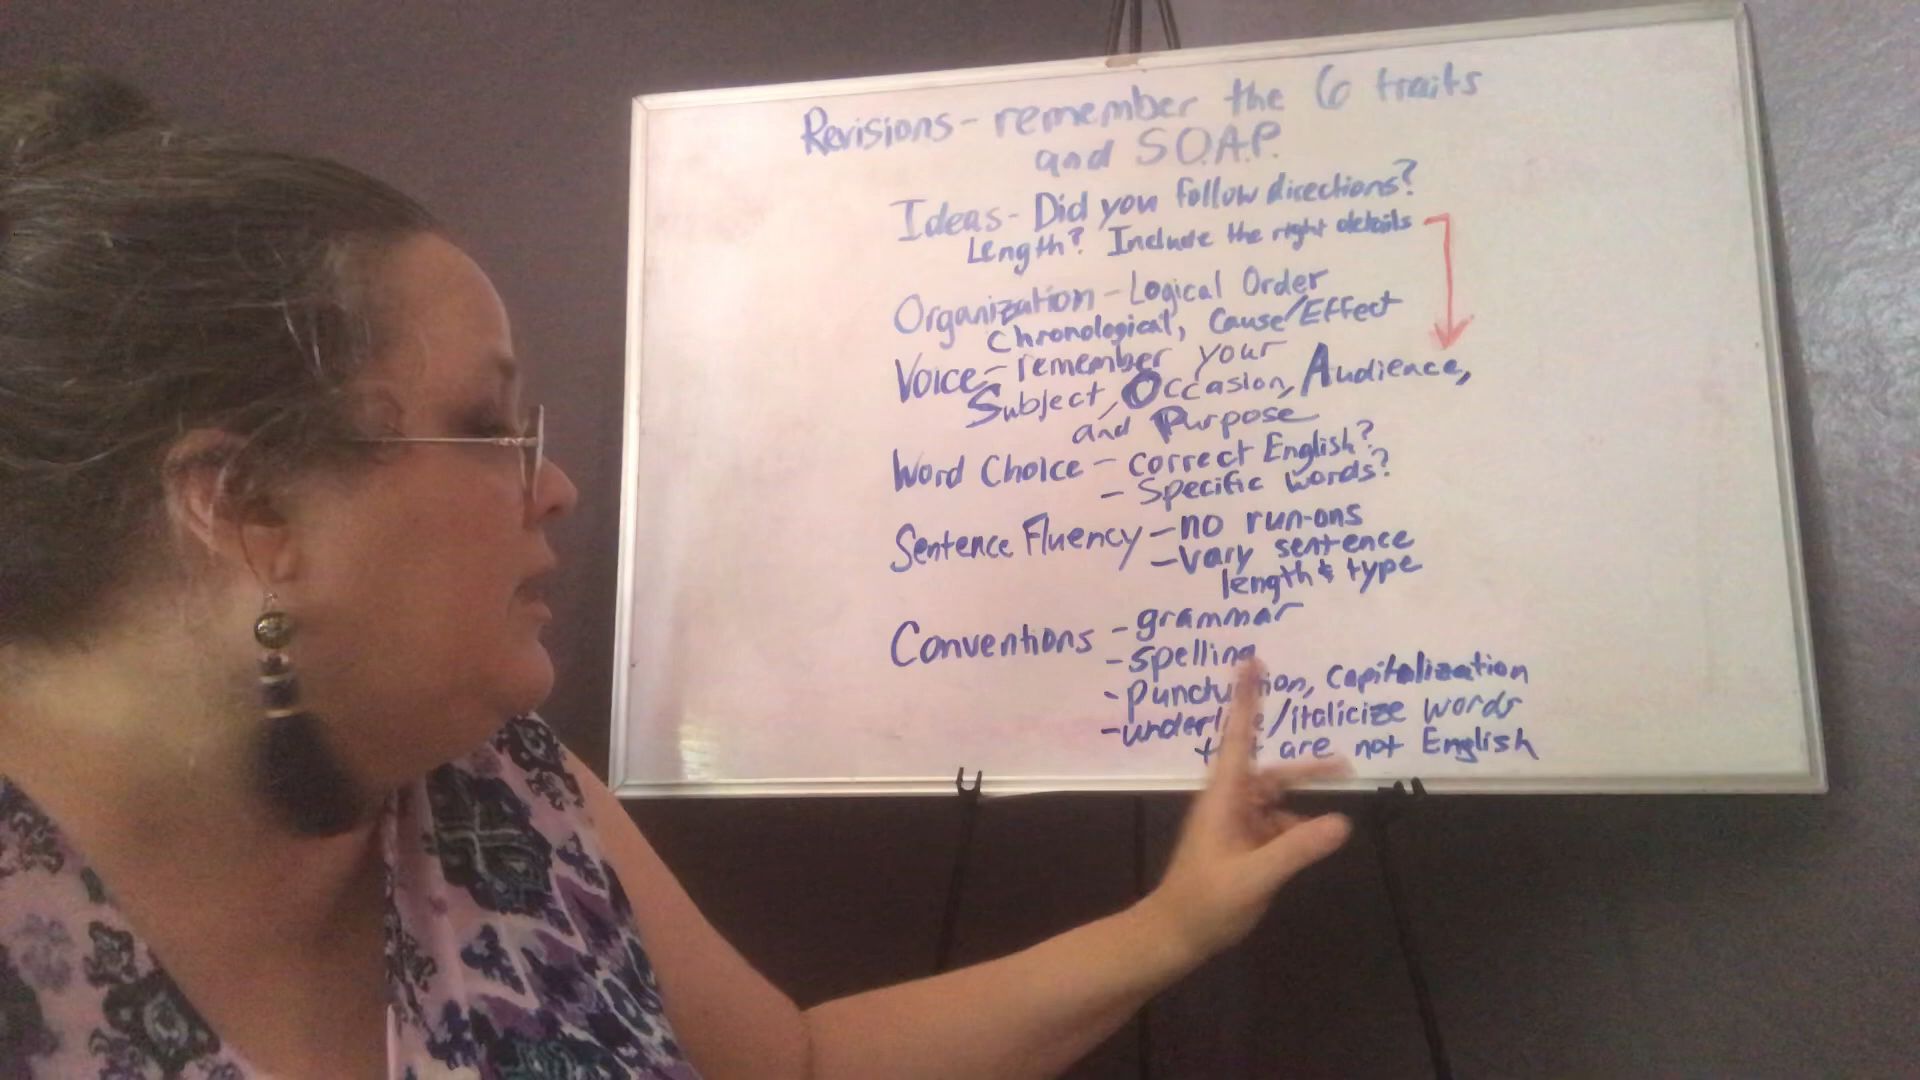 Revisions - remember the 6 traits
and S.O.A.P.
Ideas - Did you follow directions?
Length? Include the right details
Organization - Logical Order
Chronological, Cause/Effect
Voice - remember your
Subject, Occasion, Audience,
and Purpose
Word Choice - correct English?
- Specific words?
Sentence Fluency - no run-ons
- vary sentence
length & type
Conventions - grammar
- spelling
- punctuation, capitalization
- underline/italicize words
that are not English